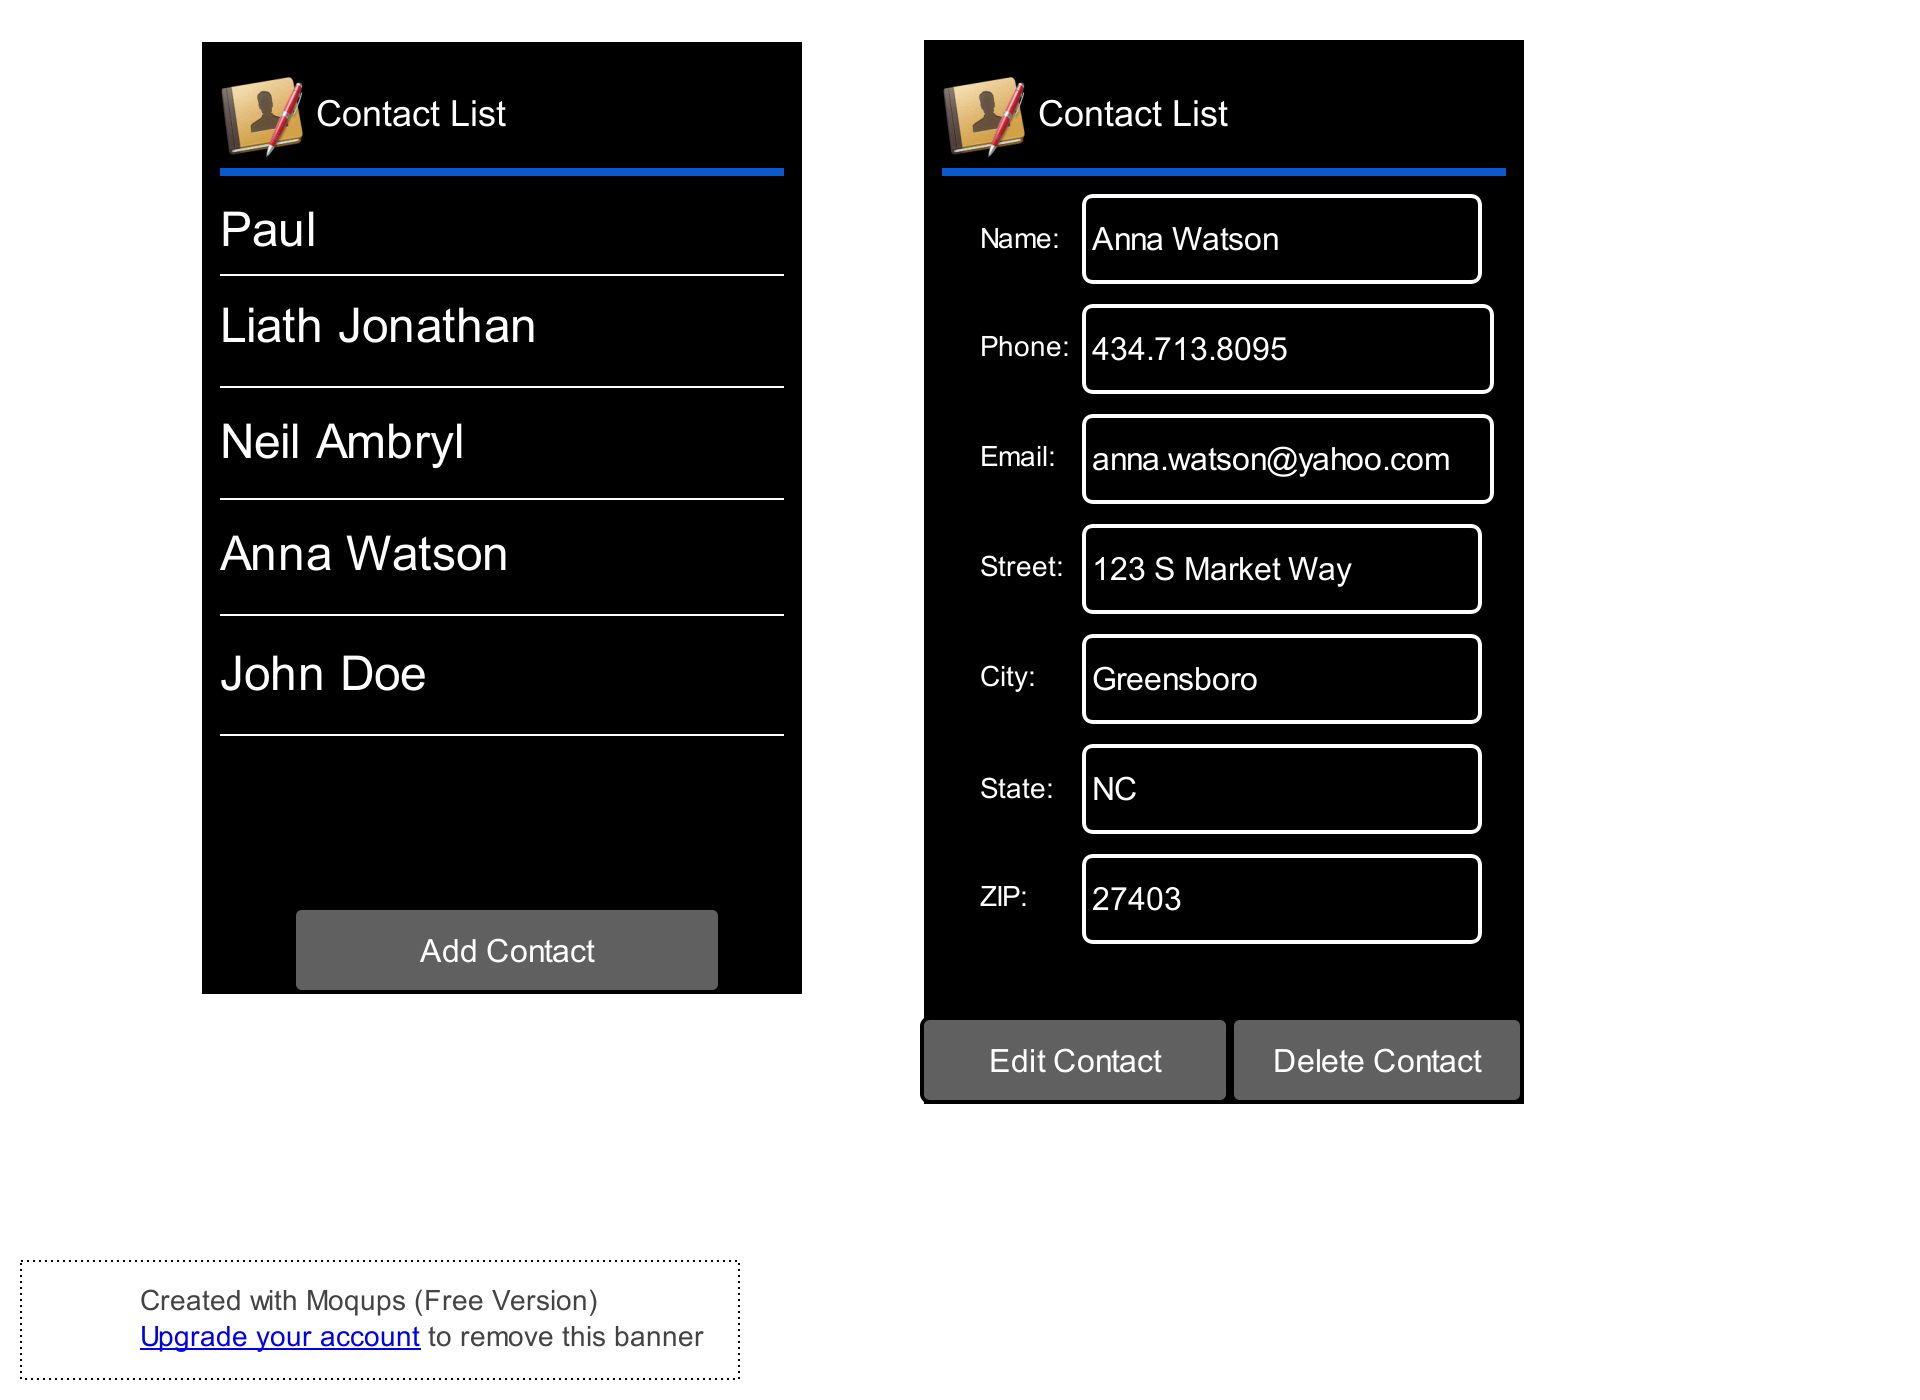 Contact List
Paul
Liath Jonathan
Neil Ambryl
Anna Watson
John Doe
Add Contact
Contact List
Name: Anna Watson
Phone: 434.713.8095
Email: anna.watson@yahoo.com
Street: 123 S Market Way
City: Greensboro
State: NC
ZIP: 27403
Edit Contact Delete Contact
Created with Moqups (Free Version)
Upgrade your account to remove this banner